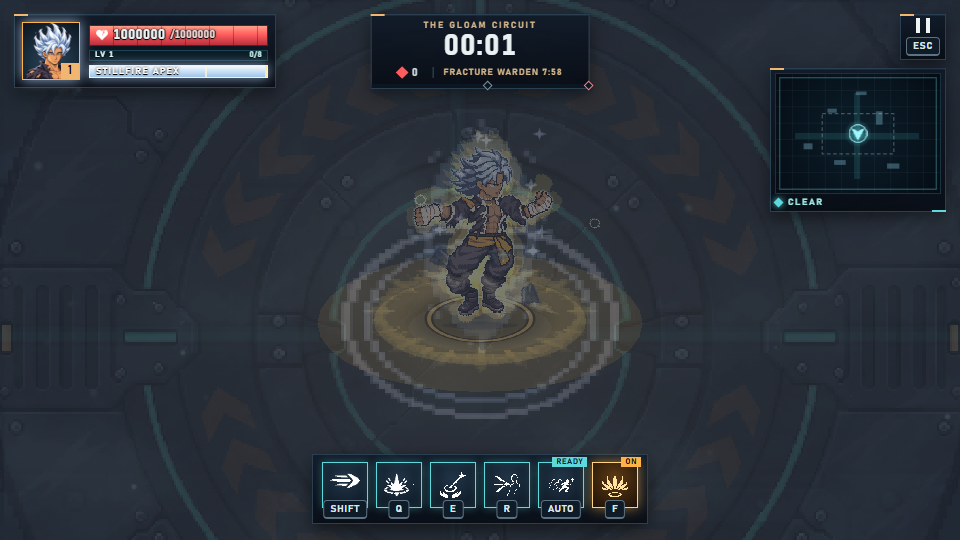 1000000 /1000000
LV 1
0/8
STILLFIRE APEX
1
THE GLOAM CIRCUIT
00:01
0
FRACTURE WARDEN 7:58
ESC
CLEAR
READY
ON
SHIFT
Q
E
R
AUTO
F